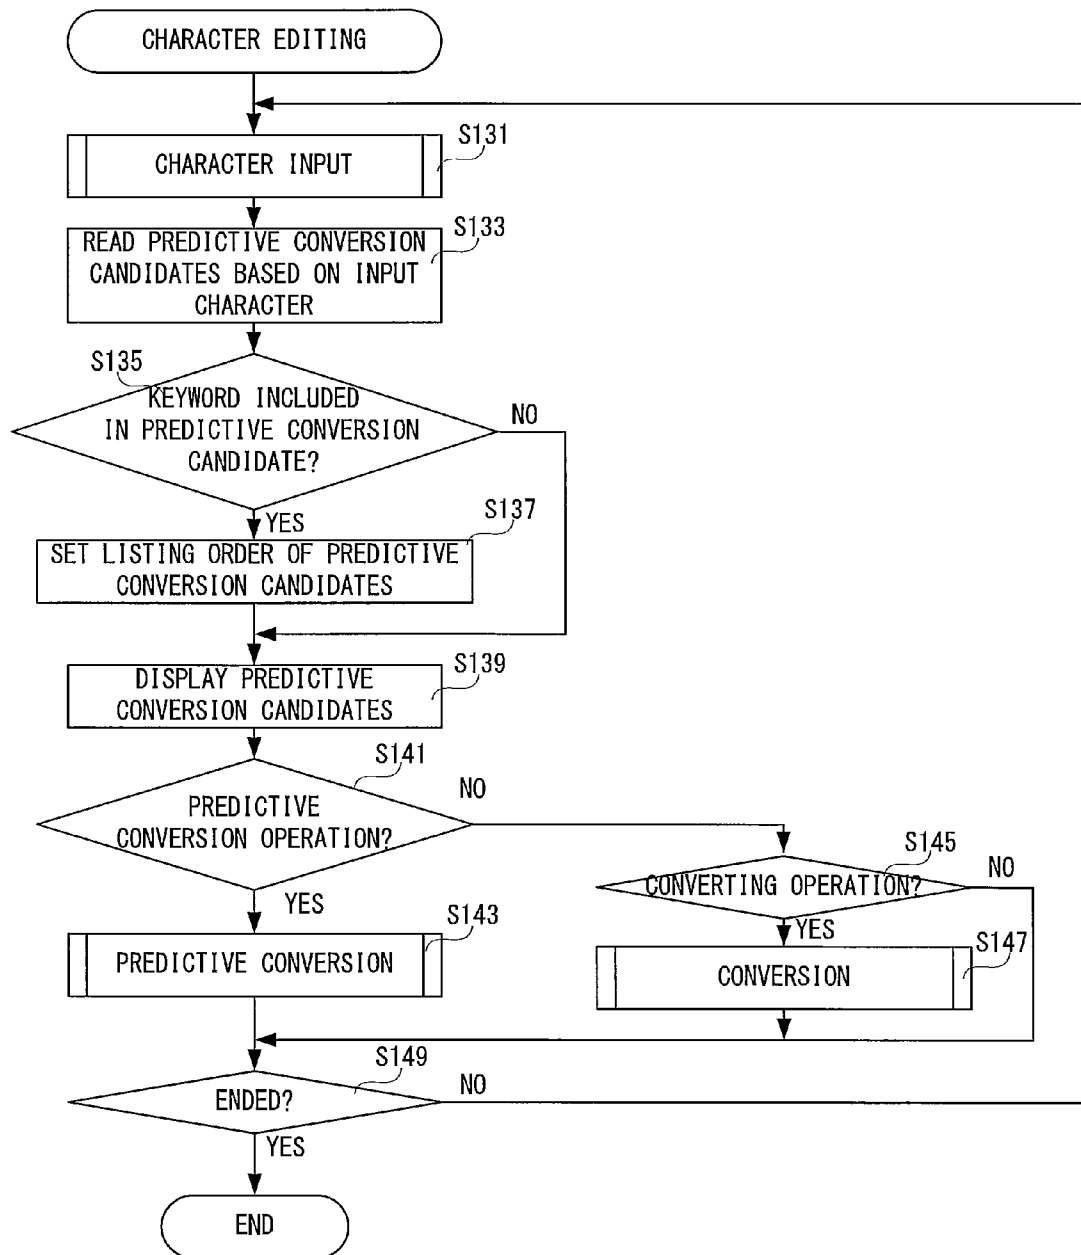 CHARACTER EDITING
S131
CHARACTER INPUT
S133
READ PREDICTIVE CONVERSION
CANDIDATES BASED ON INPUT
CHARACTER
S135
KEYWORD INCLUDED
IN PREDICTIVE CONVERSION
CANDIDATE?
NO
YES
S137
SET LISTING ORDER OF PREDICTIVE
CONVERSION CANDIDATES
S139
DISPLAY PREDICTIVE
CONVERSION CANDIDATES
S141
PREDICTIVE
CONVERSION OPERATION?
NO
YES
S145
CONVERTING OPERATION?
NO
YES
S143
PREDICTIVE CONVERSION
S147
CONVERSION
S149
ENDED?
NO
YES
END